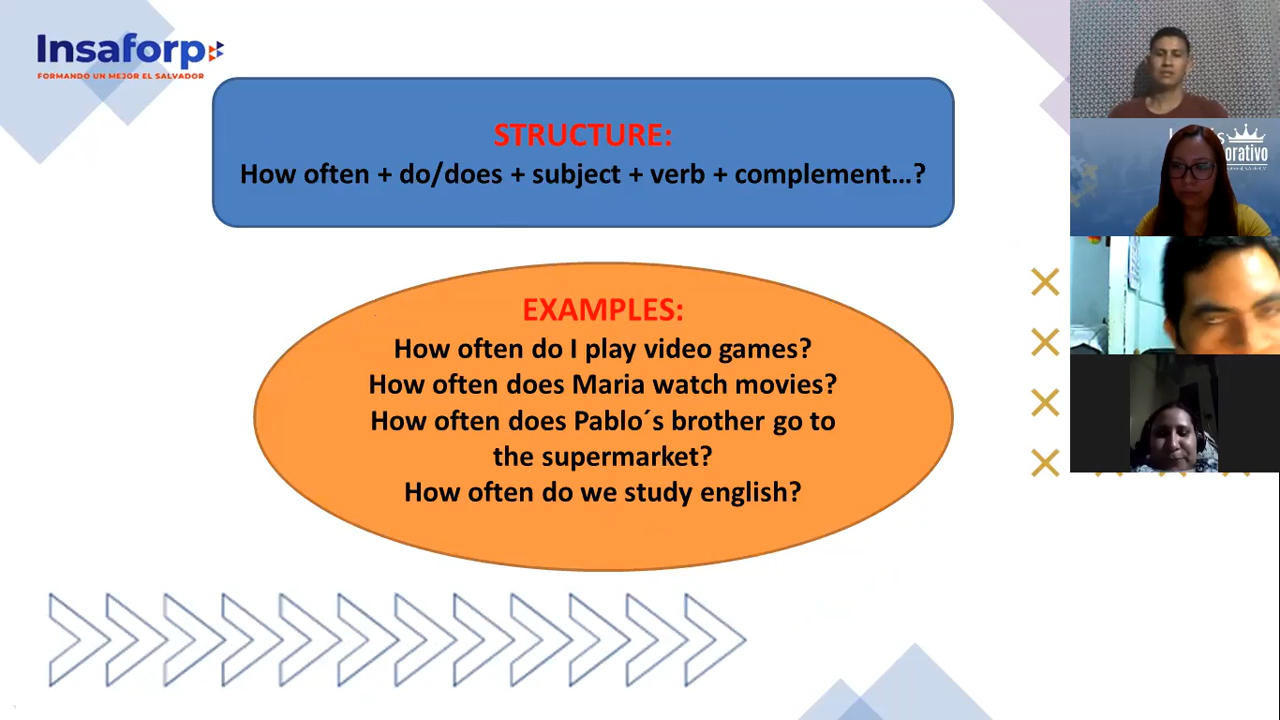 Insaforp
FORMANDO UN MEJOR EL SALVADOR
STRUCTURE:
How often + do/does + subject + verb + complement...?
EXAMPLES:
How often do I play video games?
How often does Maria watch movies?
How often does Pablo´s brother go to
the supermarket?
How often do we study english?